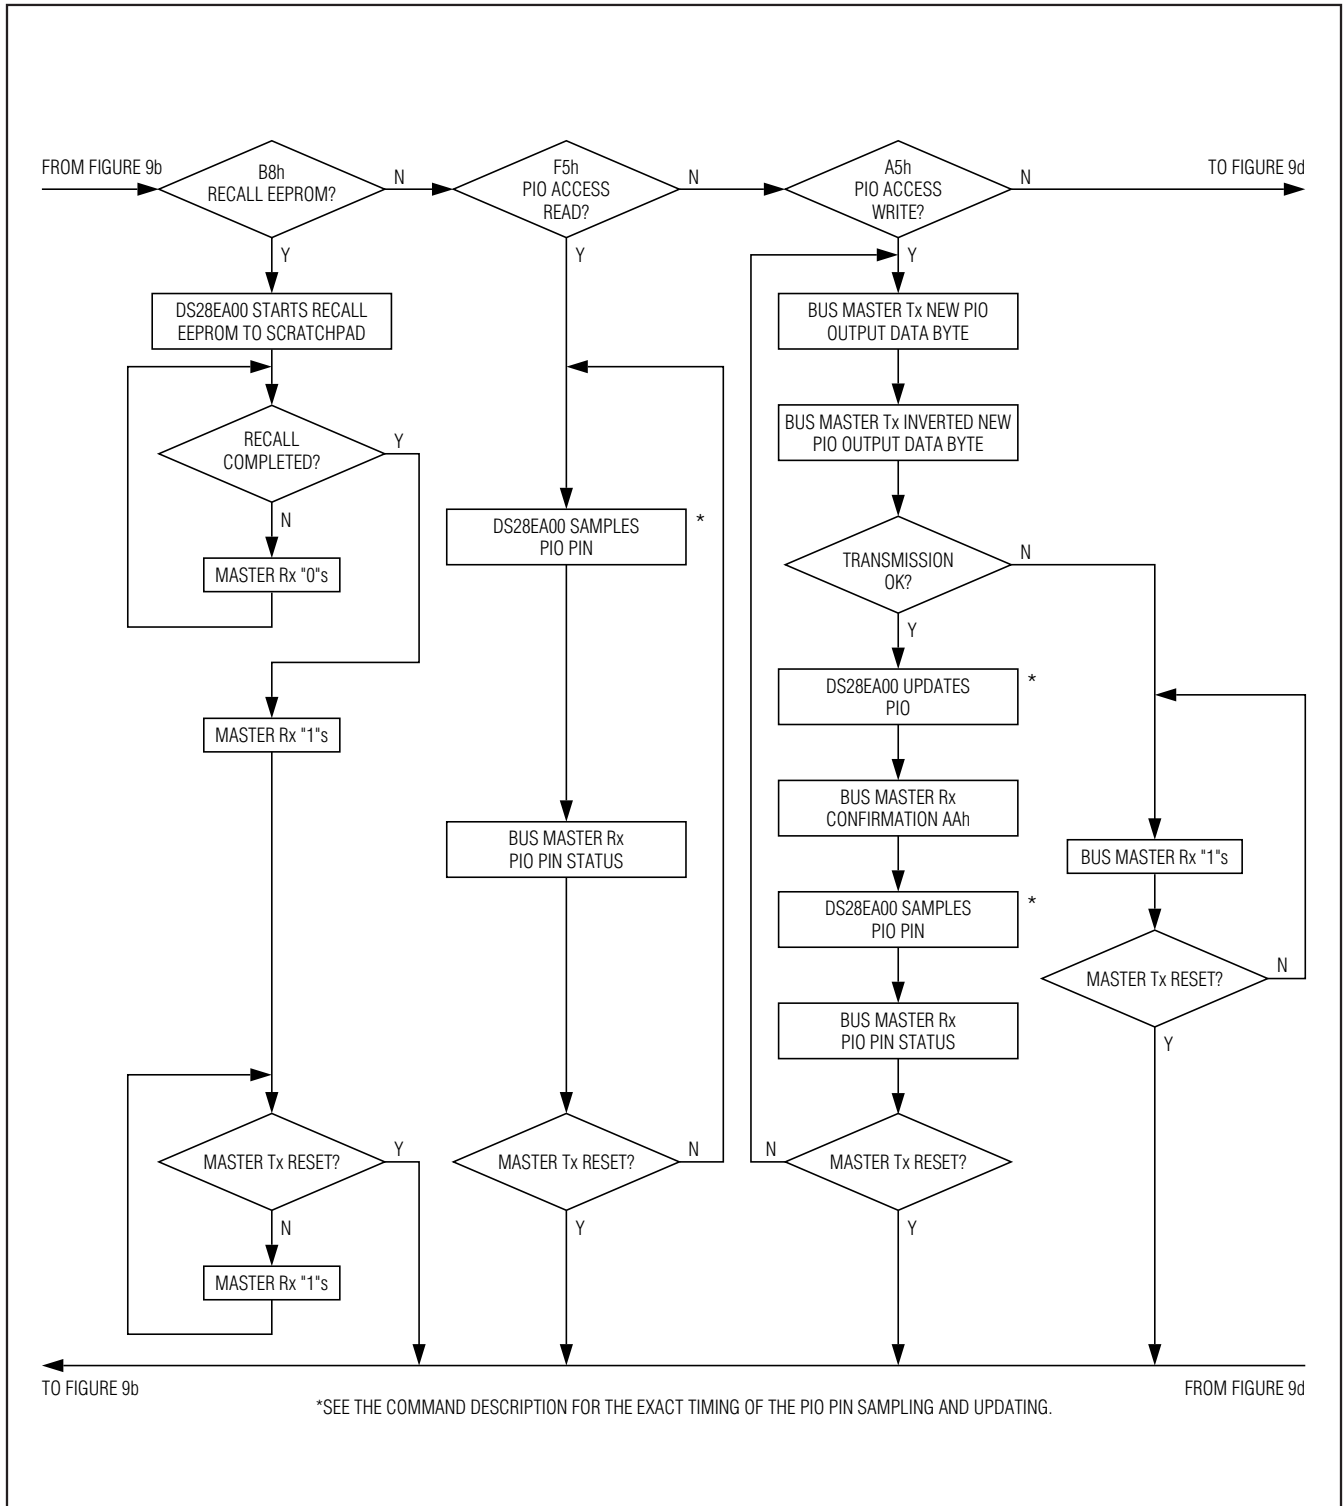 FROM FIGURE 9b
B8h
RECALL EEPROM?
N
F5h
PIO ACCESS
READ?
N
A5h
PIO ACCESS
WRITE?
N
TO FIGURE 9d
Y
DS28EA00 STARTS RECALL
EEPROM TO SCRATCHPAD
RECALL
COMPLETED?
Y
N
MASTER Rx "0"s
MASTER Rx "1"s
MASTER Tx RESET?
Y
N
MASTER Rx "1"s
Y
DS28EA00 SAMPLES
PIO PIN
*
BUS MASTER Rx
PIO PIN STATUS
MASTER Tx RESET?
N
Y
Y
BUS MASTER Tx NEW PIO
OUTPUT DATA BYTE
BUS MASTER Tx INVERTED NEW
PIO OUTPUT DATA BYTE
TRANSMISSION
OK?
N
Y
DS28EA00 UPDATES
PIO
*
BUS MASTER Rx
CONFIRMATION AAh
DS28EA00 SAMPLES
PIO PIN
*
BUS MASTER Rx
PIO PIN STATUS
N
MASTER Tx RESET?
Y
BUS MASTER Rx "1"s
MASTER Tx RESET?
N
Y
TO FIGURE 9b
FROM FIGURE 9d
*SEE THE COMMAND DESCRIPTION FOR THE EXACT TIMING OF THE PIO PIN SAMPLING AND UPDATING.